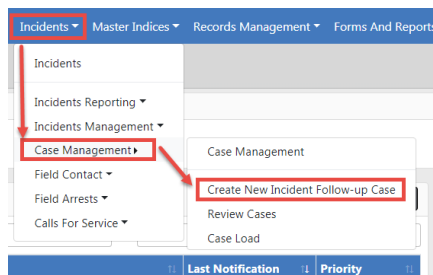 Incidents Master Indices Records Management Forms And Reports
Incidents
Incidents Reporting
Incidents Management
Case Management
Field Contact
Field Arrests
Calls For Service
Case Management
Create New Incident Follow-up Case
Review Cases
Case Load
Last Notification Priority